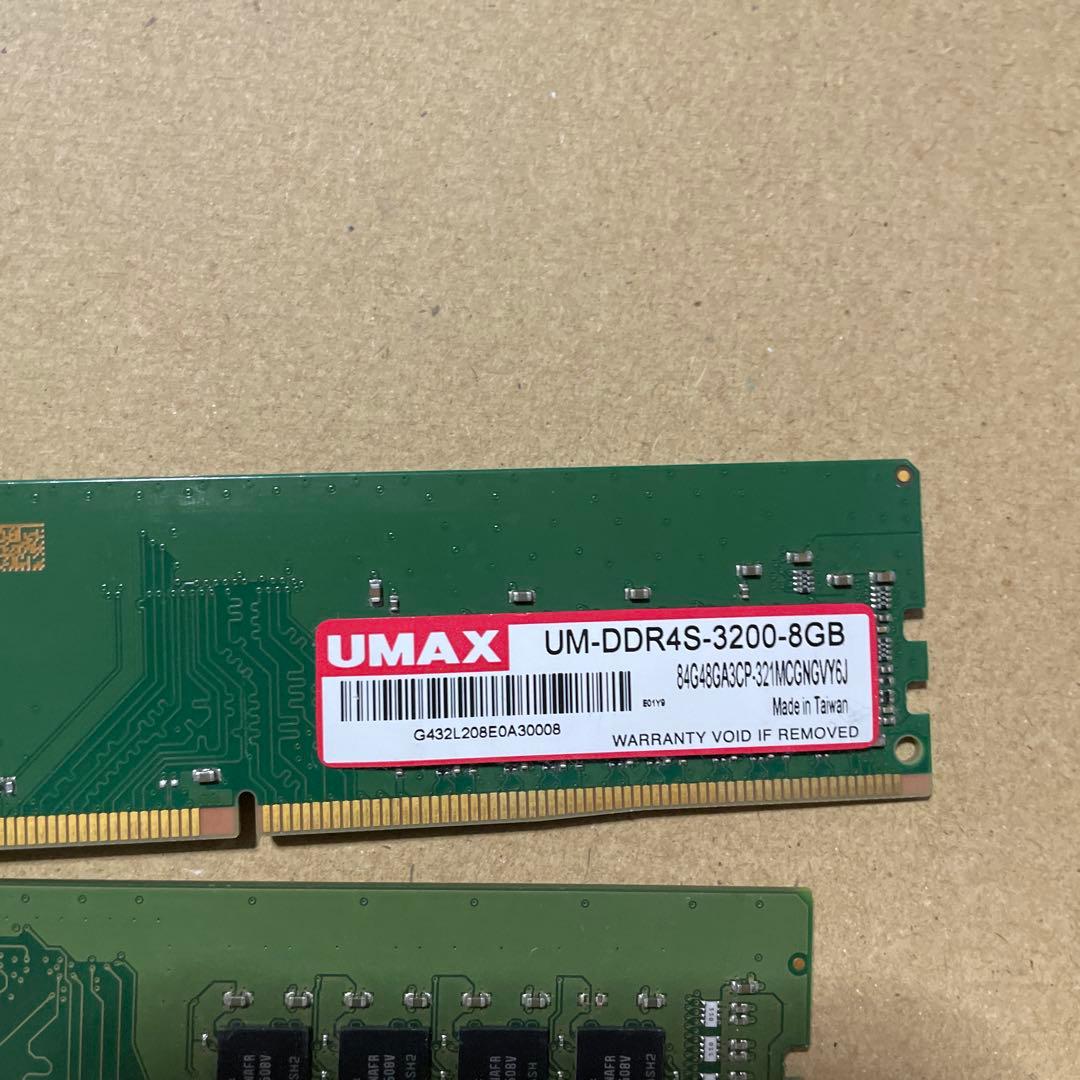 UMAX
UM-DDR4S-3200-8GB
84G48GA3CP-321MCGNGVY6J
E01Y9
Made in Taiwan
G432L208E0A30008
WARRANTY VOID IF REMOVED